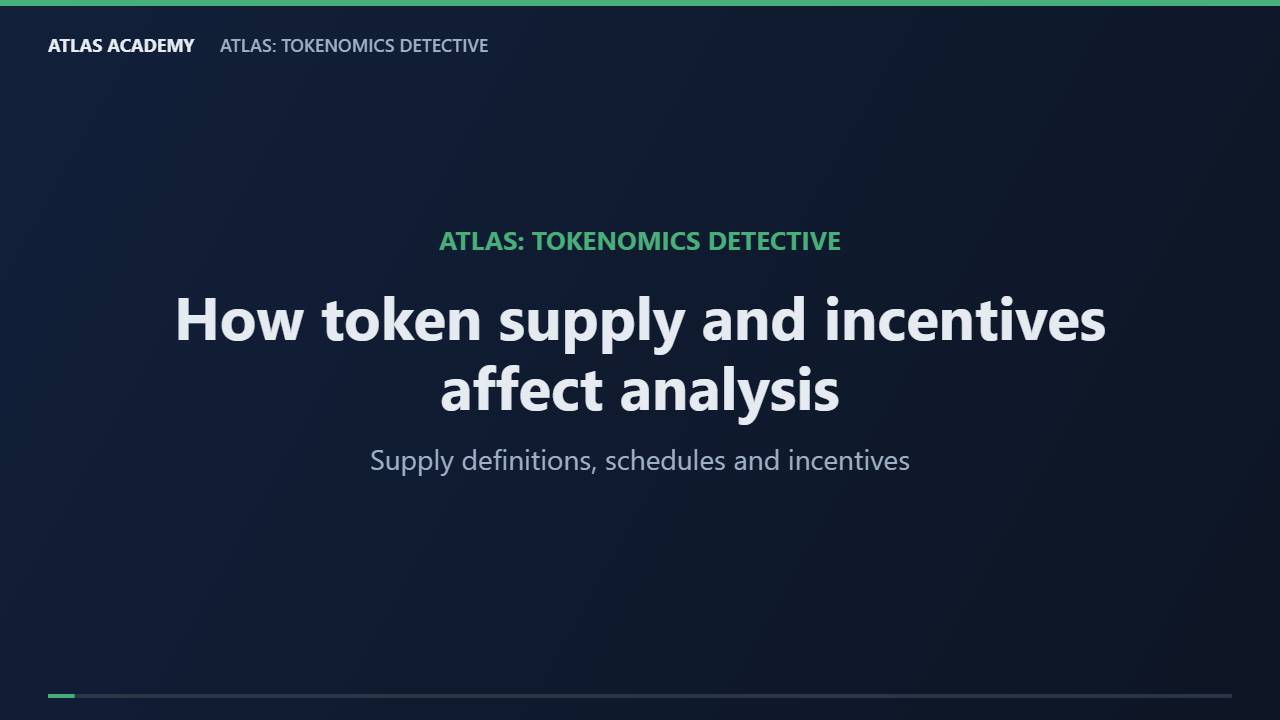 ATLAS ACADEMY ATLAS: TOKENOMICS DETECTIVE
ATLAS: TOKENOMICS DETECTIVE
How token supply and incentives
affect analysis
Supply definitions, schedules and incentives